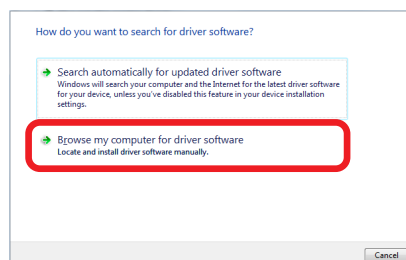 How do you want to search for driver software?
Search automatically for updated driver software
Windows will search your computer and the Internet for the latest driver software
for your device, unless you've disabled this feature in your device installation
settings.
Browse my computer for driver software
Locate and install driver software manually.
Cancel